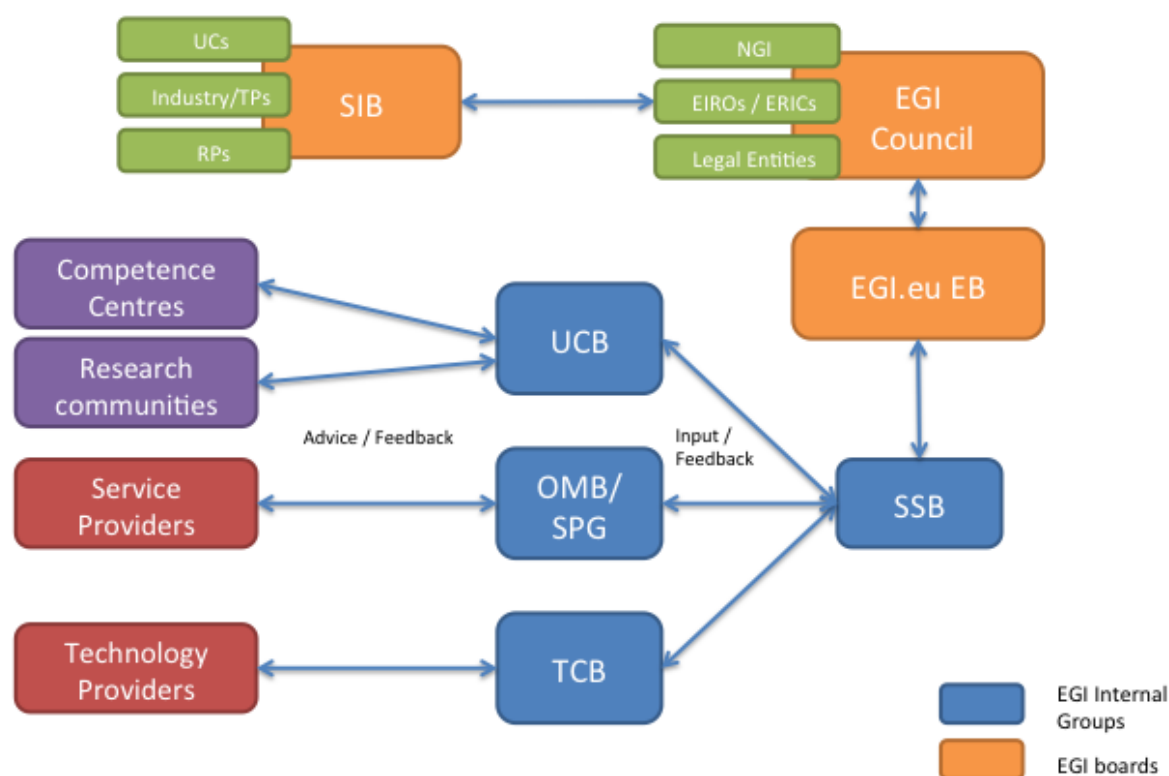 UCs
Industry/TPs
RPs
SIB
NGI
EIROs / ERICs
Legal Entities
EGI
Council
EGI.eu EB
Competence
Centres
Research
communities
UCB
Advice / Feedback
Input /
Feedback
Service
Providers
OMB/
SPG
SSB
Technology
Providers
TCB
EGI Internal
Groups
EGI boards